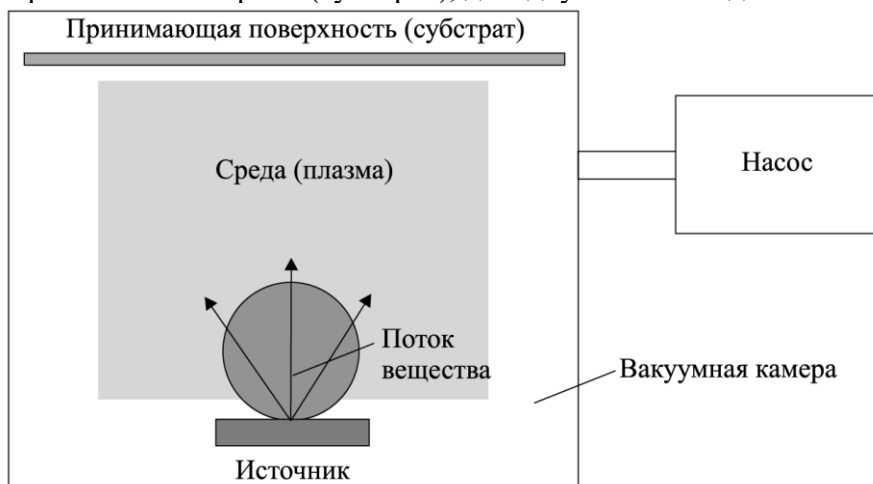 Принимающая поверхность (субстрат)
Среда (плазма)
Насос
Поток
вещества
Вакуумная камера
Источник